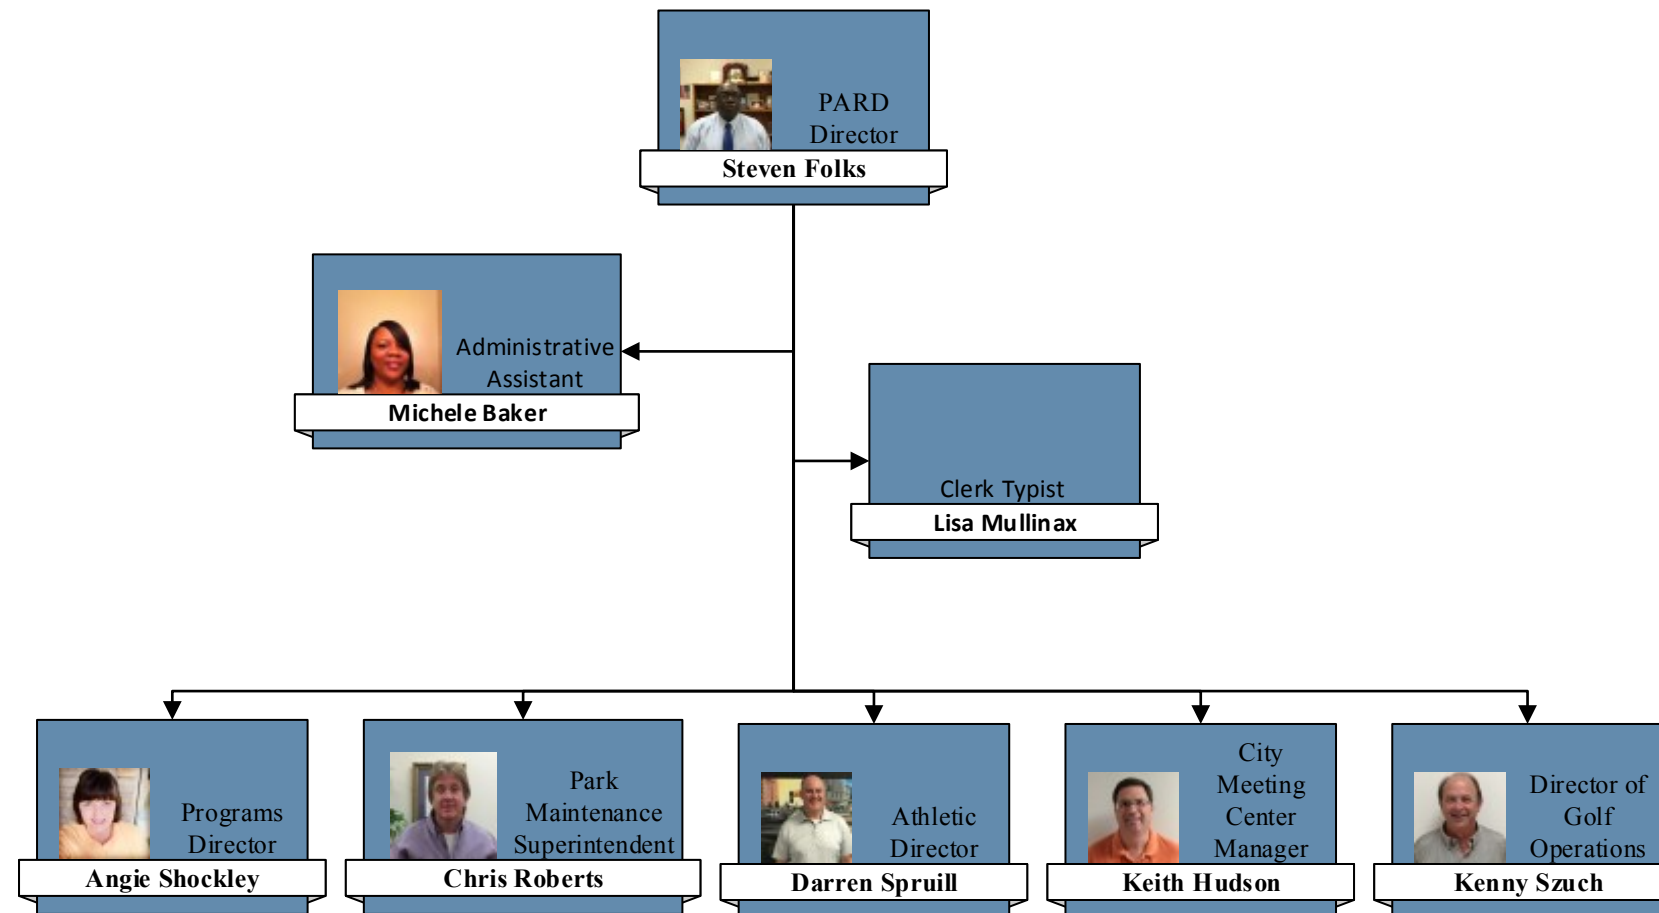 PARD
Director
Steven Folks
Administrative
Assistant
Michele Baker
Clerk Typist
Lisa Mullinax
Programs
Director
Angie Shockley
Park
Maintenance
Superintendent
Chris Roberts
Athletic
Director
Darren Spruill
City
Meeting
Center
Manager
Keith Hudson
Director of
Golf
Operations
Kenny Szuch